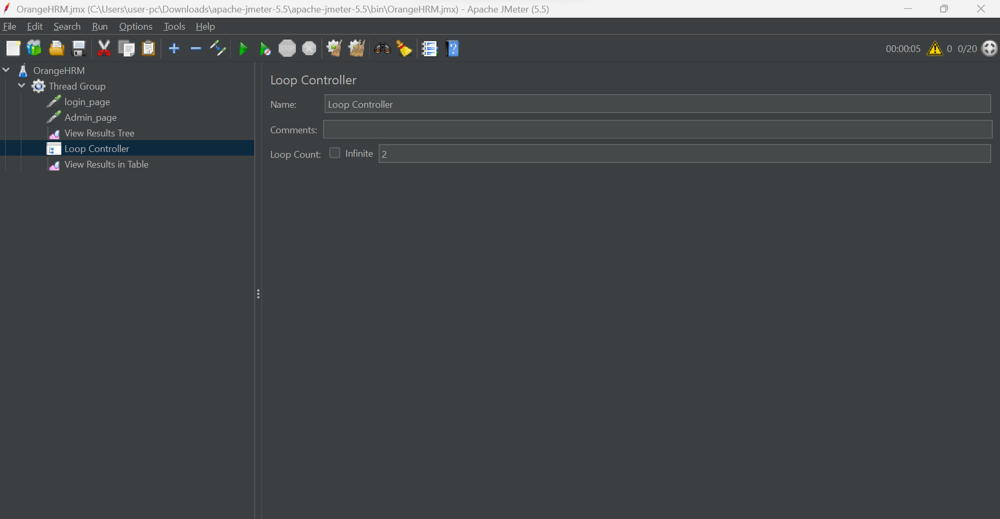 OrangeHRM.jmx (C:\Users\user-pc\Downloads\apache-jmeter-5.5\apache-jmeter-5.5\bin\OrangeHRM.jmx) - Apache JMeter (5.5)
File Edit Search Run Options Tools Help
STOP ? 00:00:05 0 0/20
OrangeHRM
Thread Group
login_page
Admin_page
View Results Tree
Loop Controller
View Results in Table
Loop Controller
Name: Loop Controller
Comments:
Loop Count: Infinite 2